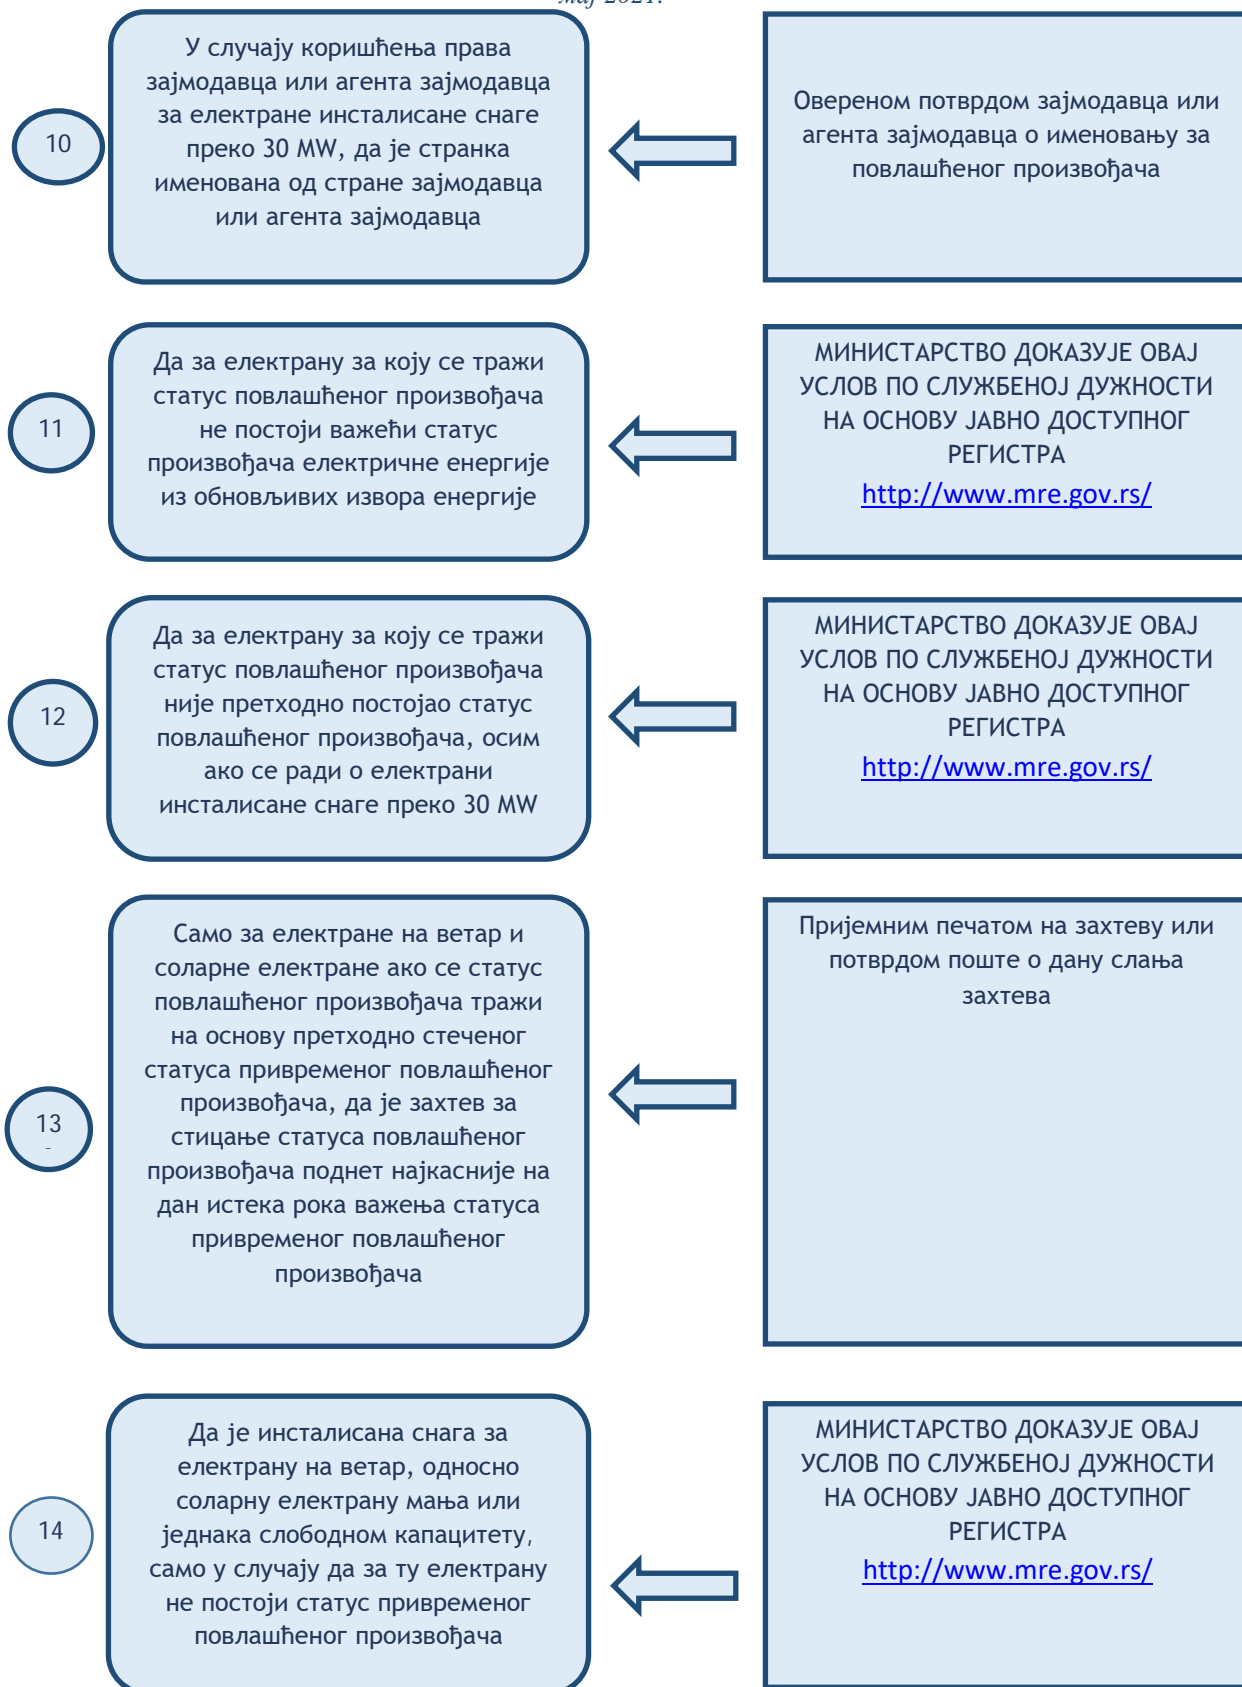 мај 2021.
10
У случају коришћења права
зајмодавца или агента зајмодавца
за електране инсталисане снаге
преко 30 MW, да је странка
именована од стране зајмодавца
или агента зајмодавца
Овереном потврдом зајмодавца или
агента зајмодавца о именовању за
повлашћеног произвођача
11
Да за електрану за коју се тражи
статус повлашћеног произвођача
не постоји важећи статус
произвођача електричне енергије
из обновљивих извора енергије
МИНИСТАРСТВО ДОКАЗУЈЕ ОВАЈ
УСЛОВ ПО СЛУЖБЕНОЈ ДУЖНОСТИ
НА ОСНОВУ ЈАВНО ДОСТУПНОГ
РЕГИСТРА
http://www.mre.gov.rs/
12
Да за електрану за коју се тражи
статус повлашћеног произвођача
није претходно постојао статус
повлашћеног произвођача, осим
ако се ради о електрани
инсталисане снаге преко 30 MW
МИНИСТАРСТВО ДОКАЗУЈЕ ОВАЈ
УСЛОВ ПО СЛУЖБЕНОЈ ДУЖНОСТИ
НА ОСНОВУ ЈАВНО ДОСТУПНОГ
РЕГИСТРА
http://www.mre.gov.rs/
13
Само за електране на ветар и
соларне електране ако се статус
повлашћеног произвођача тражи
на основу претходно стеченог
статуса привременог повлашћеног
произвођача, да је захтев за
стицање статуса повлашћеног
произвођача поднет најкасније на
дан истека рока важења статуса
привременог повлашћеног
произвођача
Пријемним печатом на захтеву или
потврдом поште о дану слања
захтева
14
Да је инсталисана снага за
електрану на ветар, односно
соларну електрану мања или
једнака слободном капацитету,
само у случају да за ту електрану
не постоји статус привременог
повлашћеног произвођача
МИНИСТАРСТВО ДОКАЗУЈЕ ОВАЈ
УСЛОВ ПО СЛУЖБЕНОЈ ДУЖНОСТИ
НА ОСНОВУ ЈАВНО ДОСТУПНОГ
РЕГИСТРА
http://www.mre.gov.rs/